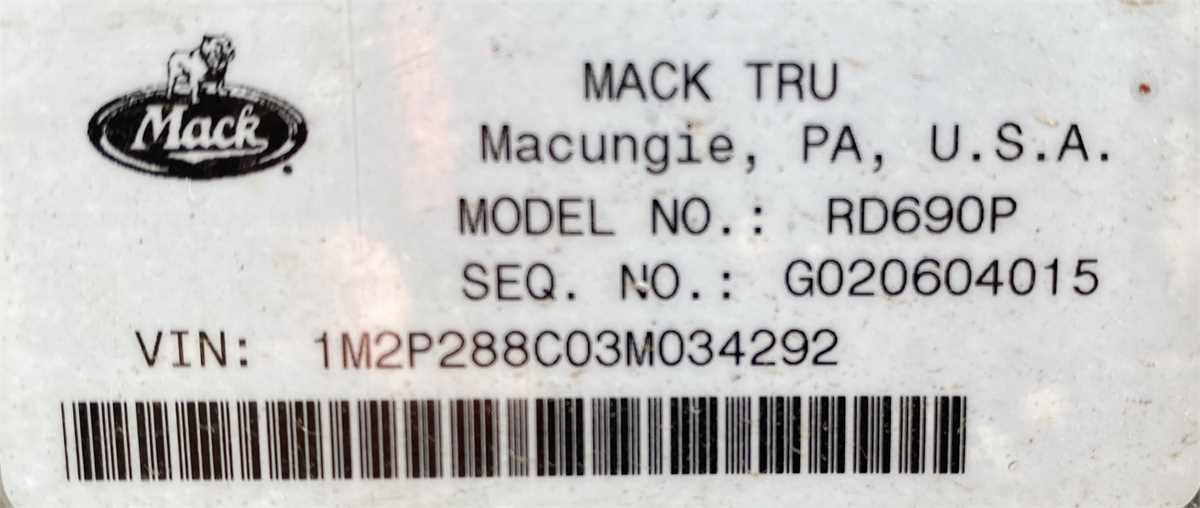 Mack
MACK TRU
Macungie, PA, U.S.A.
MODEL NO.: RD690P
SEQ. NO.: G020604015
VIN: 1M2P288C03M034292